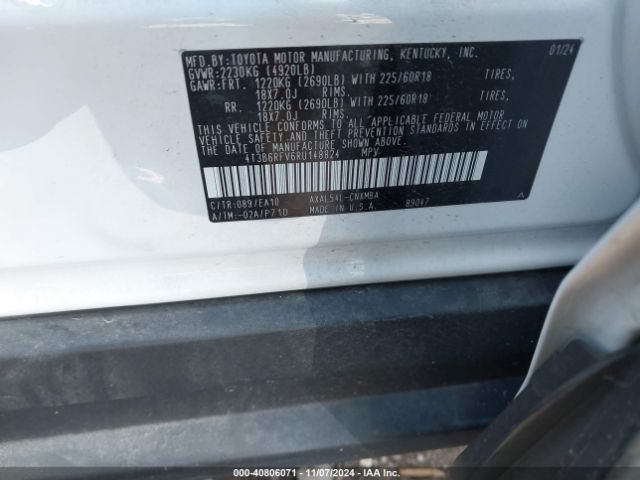 MFD.BY:TOYOTA MOTOR MANUFACTURING, KENTUCKY, INC. 01/24
GVWR:2230KG (4920LB)
GAWR:FRT. 1220KG (2690LB) WITH 225/60R18 TIRES,
18X7.0J RIMS.
RR. 1220KG (2690LB) WITH 225/60R18 TIRES,
18X7.0J RIMS.
THIS VEHICLE CONFORMS TO ALL APPLICABLE FEDERAL MOTOR
VEHICLE SAFETY AND THEFT PREVENTION STANDARDS IN EFFECT
ON THE DATE OF MANUFACTURE SHOWN ABOVE.
4T3B6RFV6RU148824 MPV
C/TR:089/EA10 AXAL54L-CNXMBA A
A/TM:-02A/P710 MADE IN U.S.A. 89047
000-40806071 - 11/07/2024 - IAAI.COM